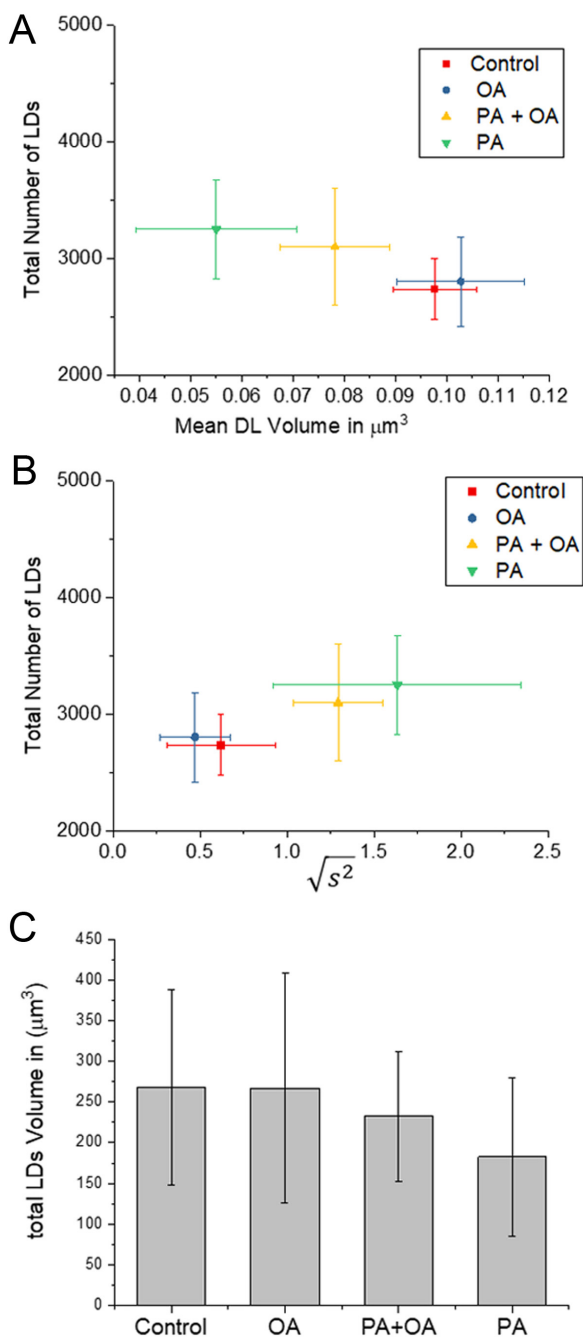 A
Total Number of LDs
5000
4000
3000
2000
Control
OA
PA + OA
PA
0.04 0.05 0.06 0.07 0.08 0.09 0.10 0.11 0.12
Mean DL Volume in μm³
B
Total Number of LDs
5000
4000
3000
2000
Control
OA
PA + OA
PA
0.0 0.5 1.0 1.5 2.0 2.5
√s²
C
total LDs Volume in (μm³)
450
400
350
300
250
200
150
100
50
0
Control OA PA+OA PA